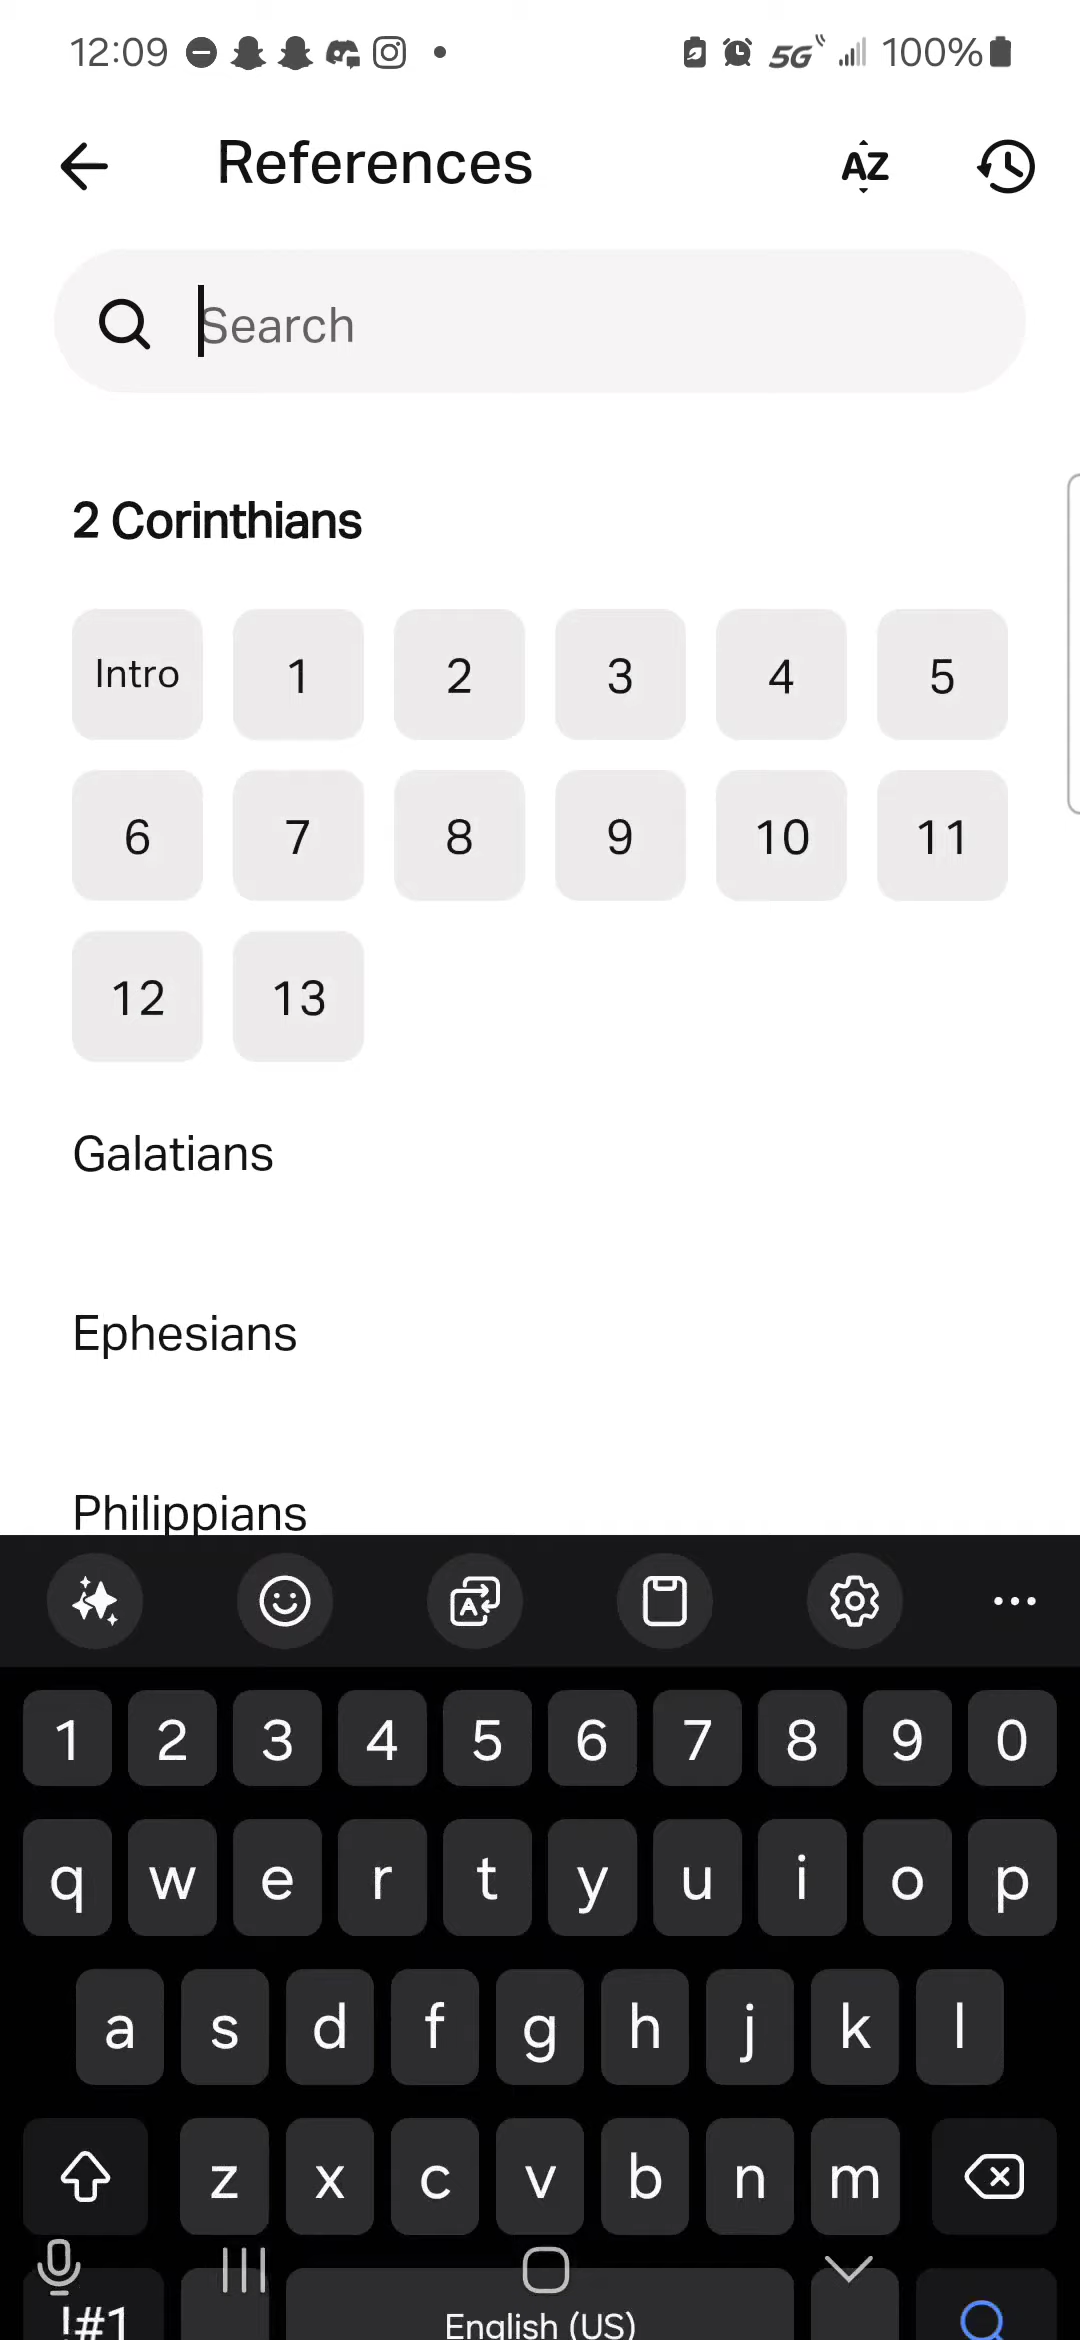 12:09 5G 100%
References AZ
Search
2 Corinthians
Intro 1 2 3 4 5
6 7 8 9 10 11
12 13
Galatians
Ephesians
Philippians
1 2 3 4 5 6 7 8 9 0
q w e r t y u i o p
a s d f g h j k l
z x c v b n m
!#1 English (US)